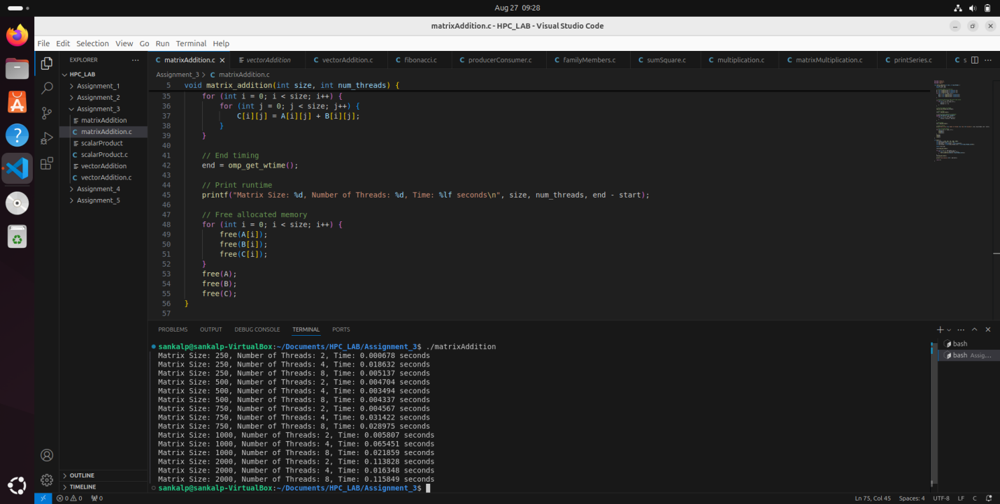 Aug 27 09:28
matrixAddition.c - HPC_LAB - Visual Studio Code
File Edit Selection View Go Run Terminal Help
EXPLORER
HPC_LAB
Assignment_1
Assignment_2
Assignment_3
matrixAddition
C matrixAddition.c
scalarProduct
C scalarProduct.c
vectorAddition
C vectorAddition.c
Assignment_4
Assignment_5
OUTLINE
TIMELINE
C matrixAddition.c vectorAddition C vectorAddition.c C fibonacci.c C producerConsumer.c C familyMembers.c C sumSquare.c C multiplication.c C matrixMultiplication.c C printSeries.c C s
Assignment_3 > C matrixAddition.c
5 void matrix_addition(int size, int num_threads) {
35 for (int i = 0; i < size; i++) {
36 for (int j = 0; j < size; j++) {
37 C[i][j] = A[i][j] + B[i][j];
38 }
39 }
40
41 // End timing
42 end = omp_get_wtime();
43
44 // Print runtime
45 printf("Matrix Size: %d, Number of Threads: %d, Time: %lf seconds\n", size, num_threads, end - start);
46
47 // Free allocated memory
48 for (int i = 0; i < size; i++) {
49 free(A[i]);
50 free(B[i]);
51 free(C[i]);
52 }
53 free(A);
54 free(B);
55 free(C);
56 }
57
PROBLEMS OUTPUT DEBUG CONSOLE TERMINAL PORTS
sankalp@sankalp-VirtualBox:~/Documents/HPC_LAB/Assignment_3$ ./matrixAddition
Matrix Size: 250, Number of Threads: 2, Time: 0.000678 seconds
Matrix Size: 250, Number of Threads: 4, Time: 0.018632 seconds
Matrix Size: 250, Number of Threads: 8, Time: 0.005137 seconds
Matrix Size: 500, Number of Threads: 2, Time: 0.004704 seconds
Matrix Size: 500, Number of Threads: 4, Time: 0.003494 seconds
Matrix Size: 500, Number of Threads: 8, Time: 0.004337 seconds
Matrix Size: 750, Number of Threads: 2, Time: 0.004567 seconds
Matrix Size: 750, Number of Threads: 4, Time: 0.031422 seconds
Matrix Size: 750, Number of Threads: 8, Time: 0.028975 seconds
Matrix Size: 1000, Number of Threads: 2, Time: 0.005807 seconds
Matrix Size: 1000, Number of Threads: 4, Time: 0.065451 seconds
Matrix Size: 1000, Number of Threads: 8, Time: 0.021859 seconds
Matrix Size: 2000, Number of Threads: 2, Time: 0.113828 seconds
Matrix Size: 2000, Number of Threads: 4, Time: 0.016348 seconds
Matrix Size: 2000, Number of Threads: 8, Time: 0.115849 seconds
sankalp@sankalp-VirtualBox:~/Documents/HPC_LAB/Assignment_3$
bash
bash Assig...
0 0 0
Ln 75, Col 45 Spaces: 4 UTF-8 LF C